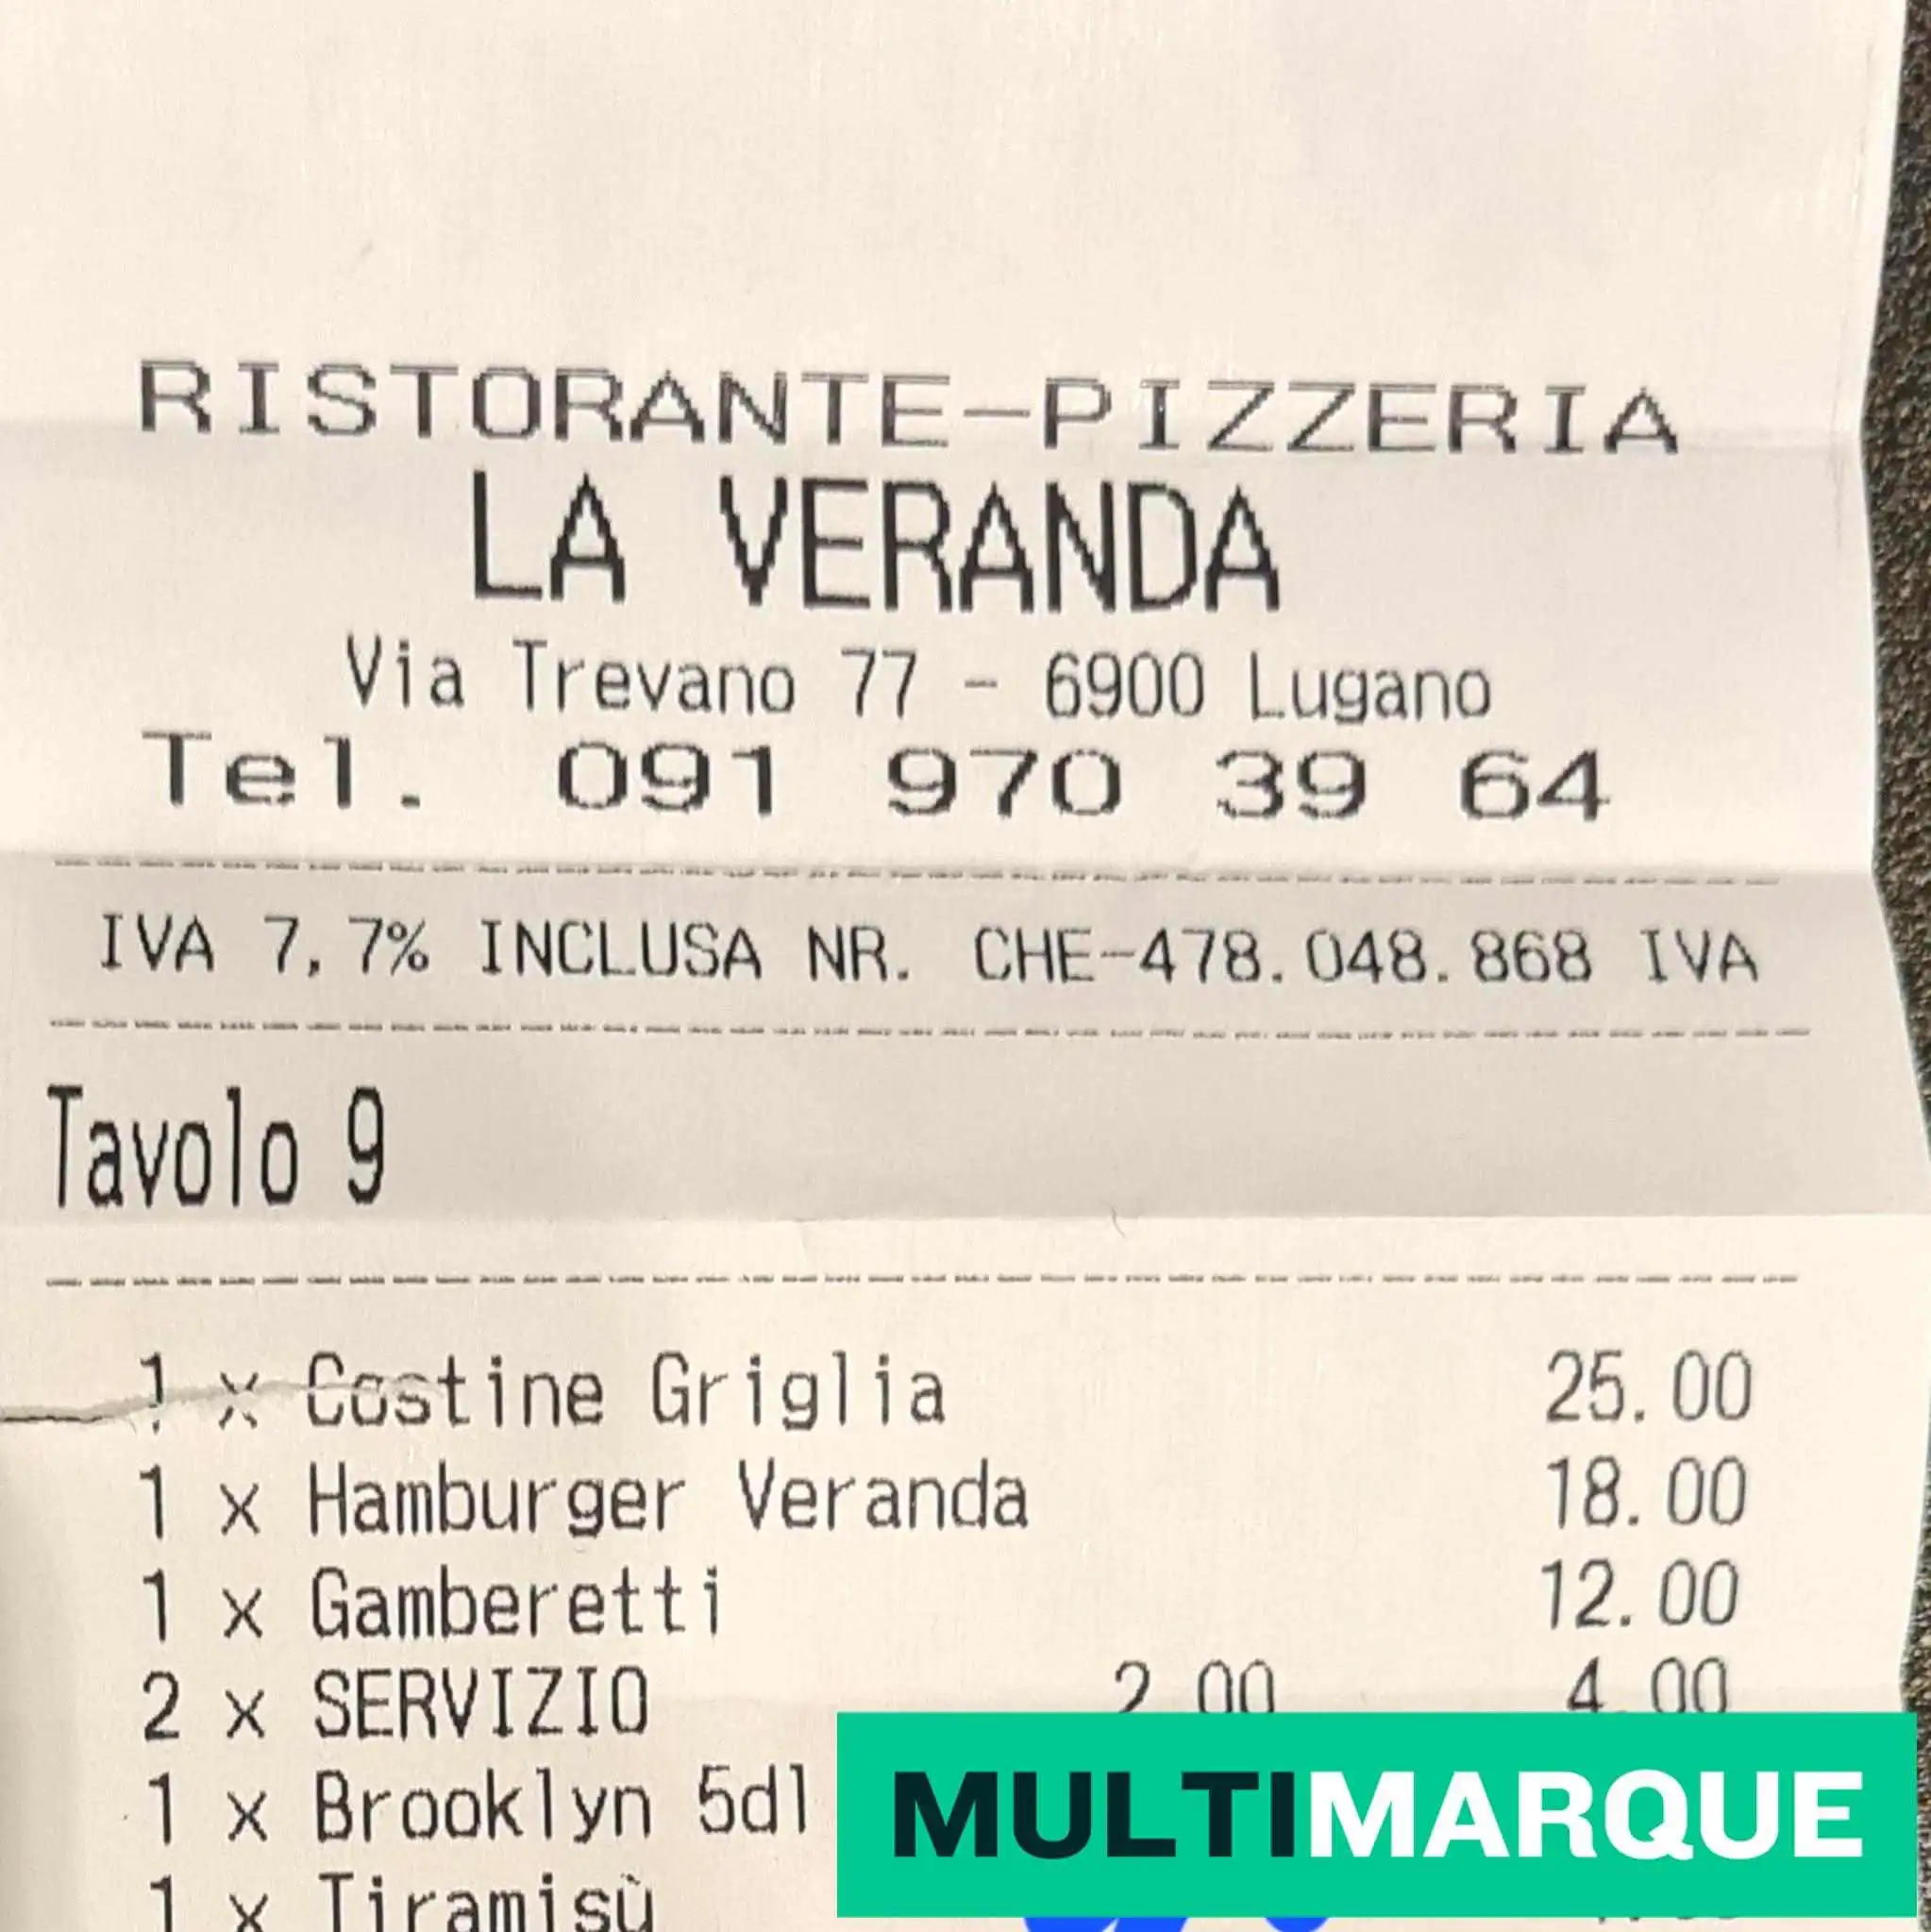 RISTORANTE-PIZZERIA
LA VERANDA
Via Trevano 77 - 6900 Lugano
Tel. 091 970 39 64
IVA 7,7% INCLUSA NR. CHE-478.048.868 IVA
Tavolo 9
1 x Costine Griglia 25.00
1 x Hamburger Veranda 18.00
1 x Gamberetti 12.00
2 x SERVIZIO 2.00 4.00
1 x Brooklyn 5dl
1 x Tiramisù
MULTIMARQUE